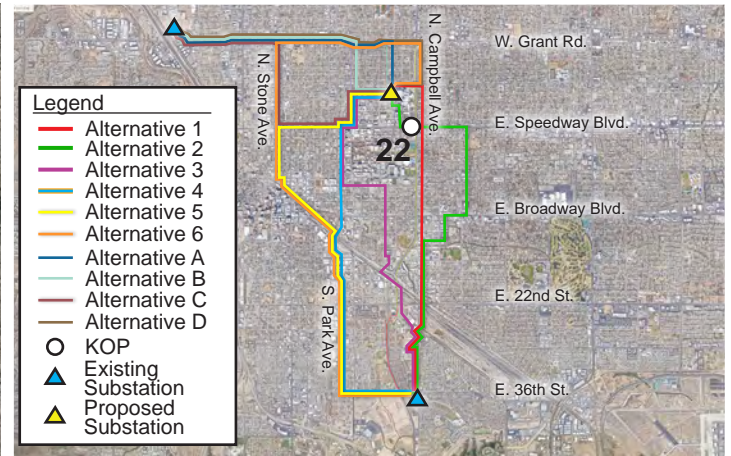 Legend
Alternative 1
Alternative 2
Alternative 3
Alternative 4
Alternative 5
Alternative 6
Alternative A
Alternative B
Alternative C
Alternative D
KOP
Existing
Substation
Proposed
Substation
N. Stone Ave.
N. Campbell Ave.
S. Park Ave.
22
W. Grant Rd.
E. Speedway Blvd.
E. Broadway Blvd.
E. 22nd St.
E. 36th St.